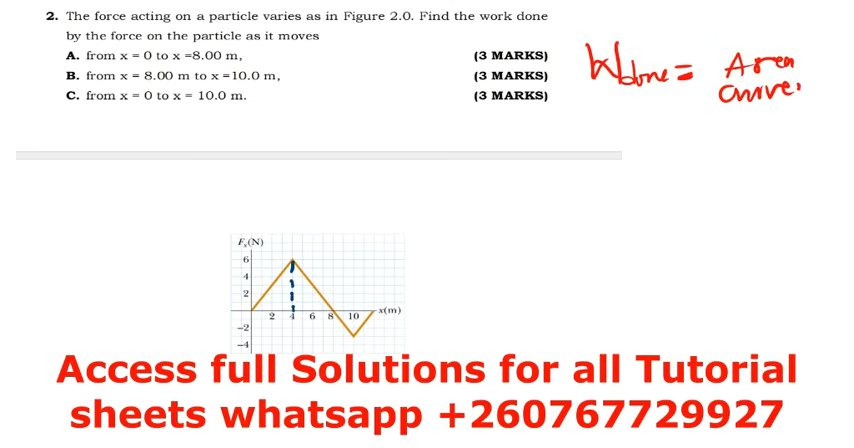 2. The force acting on a particle varies as in Figure 2.0. Find the work done
by the force on the particle as it moves
A. from x = 0 to x =8.00 m, (3 MARKS)
B. from x = 8.00 m to x =10.0 m, (3 MARKS)
C. from x = 0 to x = 10.0 m. (3 MARKS)
Wdone = Area
curve.
Fx(N)
6
4
2
2 4 6 8 10 x(m)
-2
-4
Access full Solutions for all Tutorial
sheets whatsapp +260767729927